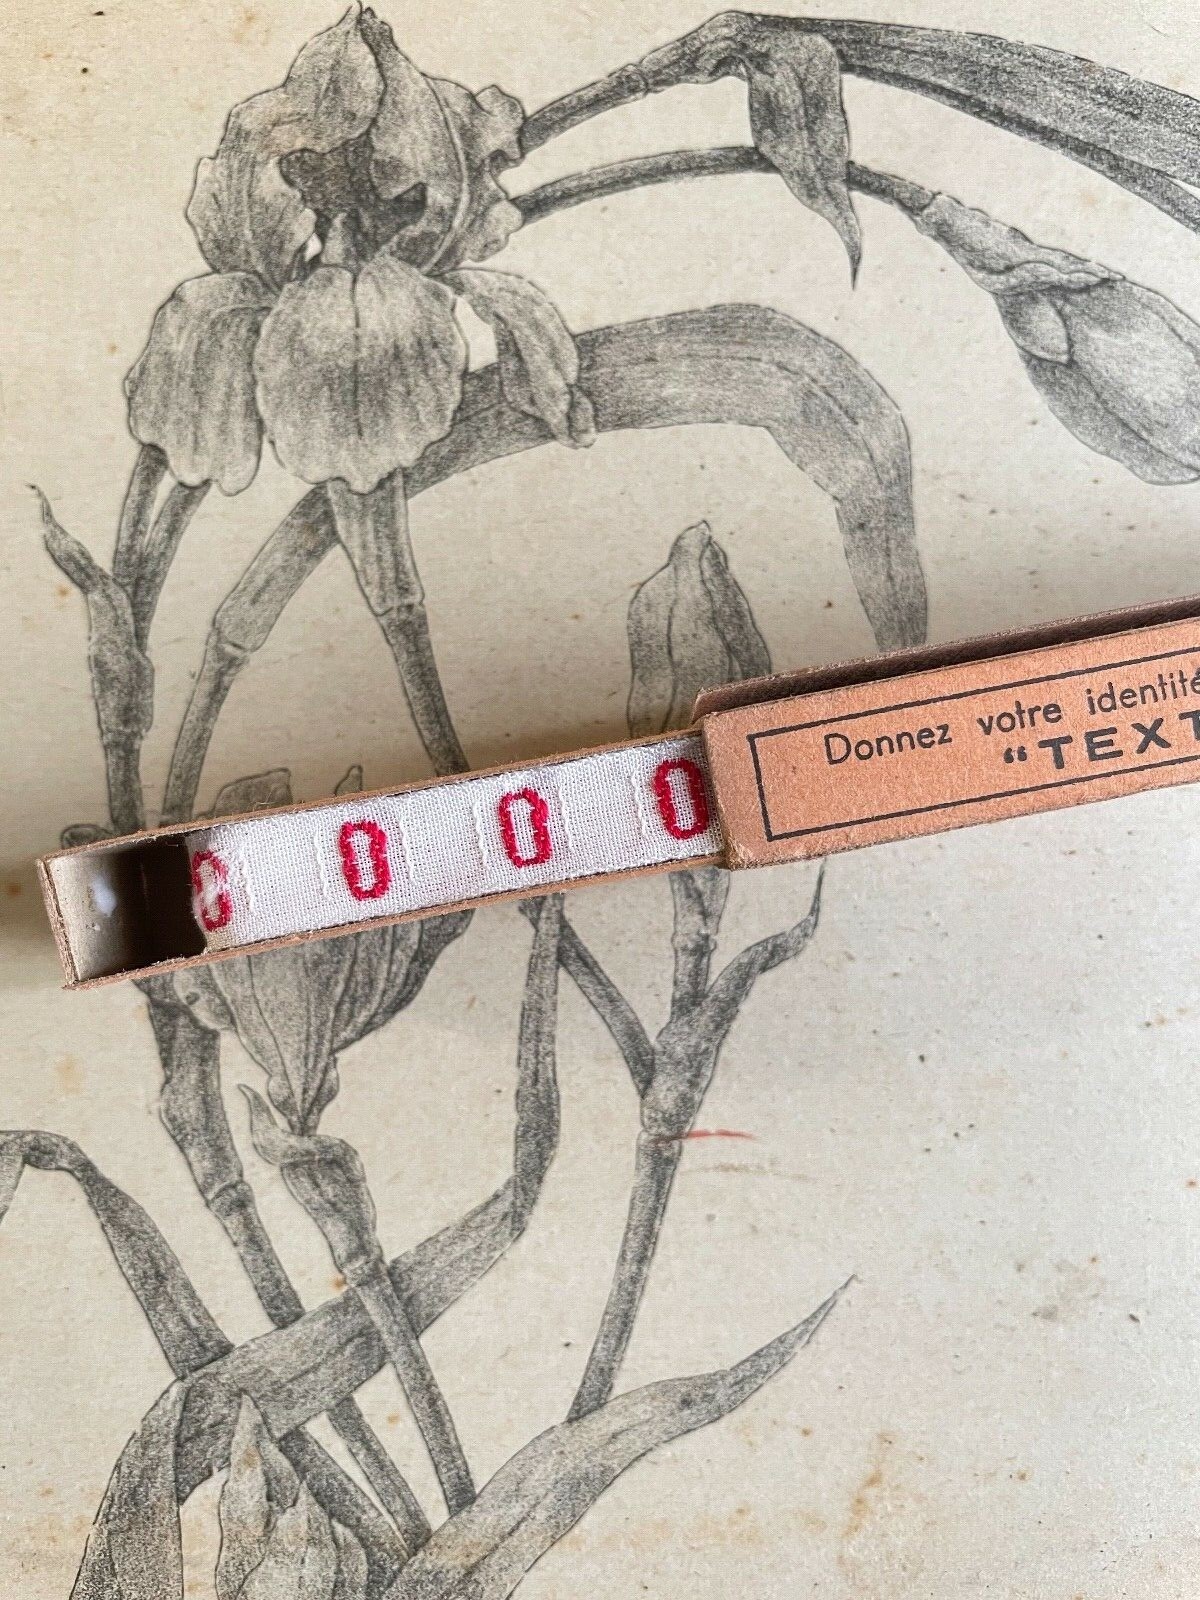 Donnez votre identité
"TEXT
0 0 0 0